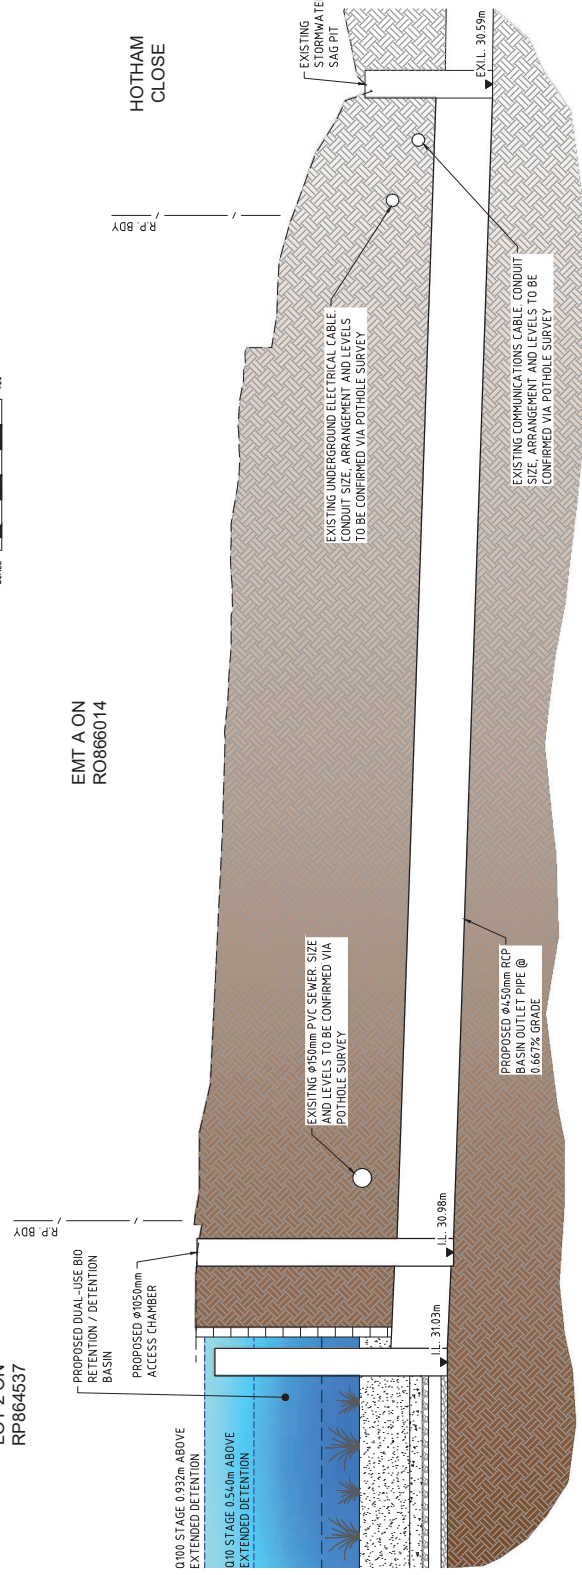 RP864537
PROPOSED DUAL-USE BIO
RETENTION / DETENTION
BASIN
PROPOSED Ø1050mm
ACCESS CHAMBER
Q100 STAGE 0.932m ABOVE
EXTENDED DETENTION
Q10 STAGE 0.540m ABOVE
EXTENDED DETENTION
I.L. 31.03m
I.L. 30.98m
R.P. BDY
EXISITNG Ø150mm PVC SEWER. SIZE
AND LEVELS TO BE CONFIRMED VIA
POTHOLE SURVEY
PROPOSED Ø450mm RCP
BASIN OUTLET PIPE @
0.667% GRADE
EMT A ON
RO866014
EXISTING UNDERGROUND ELECTRICAL CABLE.
CONDUIT SIZE, ARRANGEMENT AND LEVELS
TO BE CONFIRMED VIA POTHOLE SURVEY
EXISTING COMMUNICATIONS CABLE. CONDUIT
SIZE, ARRANGEMENT AND LEVELS TO BE
CONFIRMED VIA POTHOLE SURVEY
R.P. BDY
HOTHAM
CLOSE
EXISTING
STORMWATE
SAG PIT
EX.I.L. 30.59m